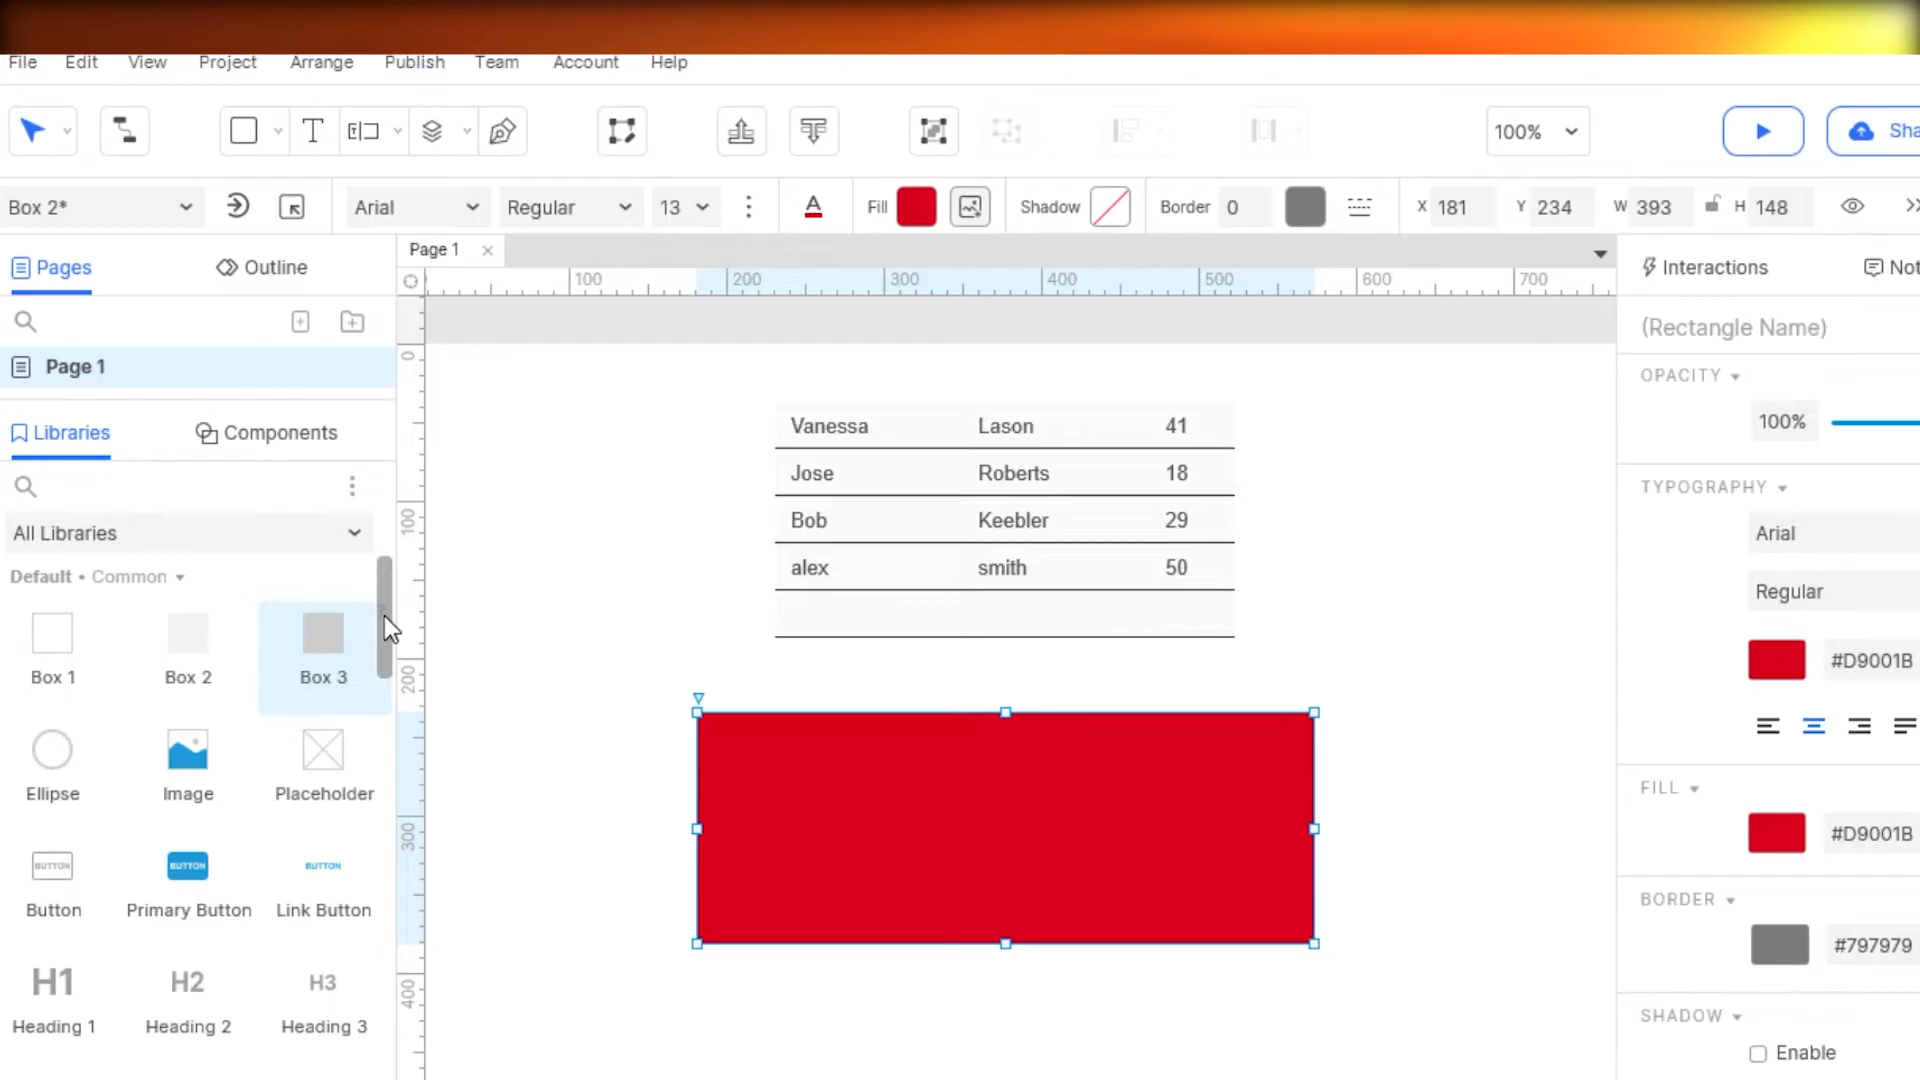 File Edit View Project Arrange Publish Team Account Help
100%
Box 2* Arial Regular 13 A Fill Shadow Border 0 X 181 Y 234 W 393 H 148
Pages Outline
Page 1
Page 1
Libraries Components
All Libraries
Default • Common
Box 1 Box 2 Box 3
Ellipse Image Placeholder
BUTTON BUTTON BUTTON
Button Primary Button Link Button
H1 H2 H3
Heading 1 Heading 2 Heading 3
100 200 300 400 500 600 700
0
100
200
300
400
Vanessa Lason 41
Jose Roberts 18
Bob Keebler 29
alex smith 50
Interactions
(Rectangle Name)
OPACITY
100%
TYPOGRAPHY
Arial
Regular
#D9001B
FILL
#D9001B
BORDER
#797979
SHADOW
Enable